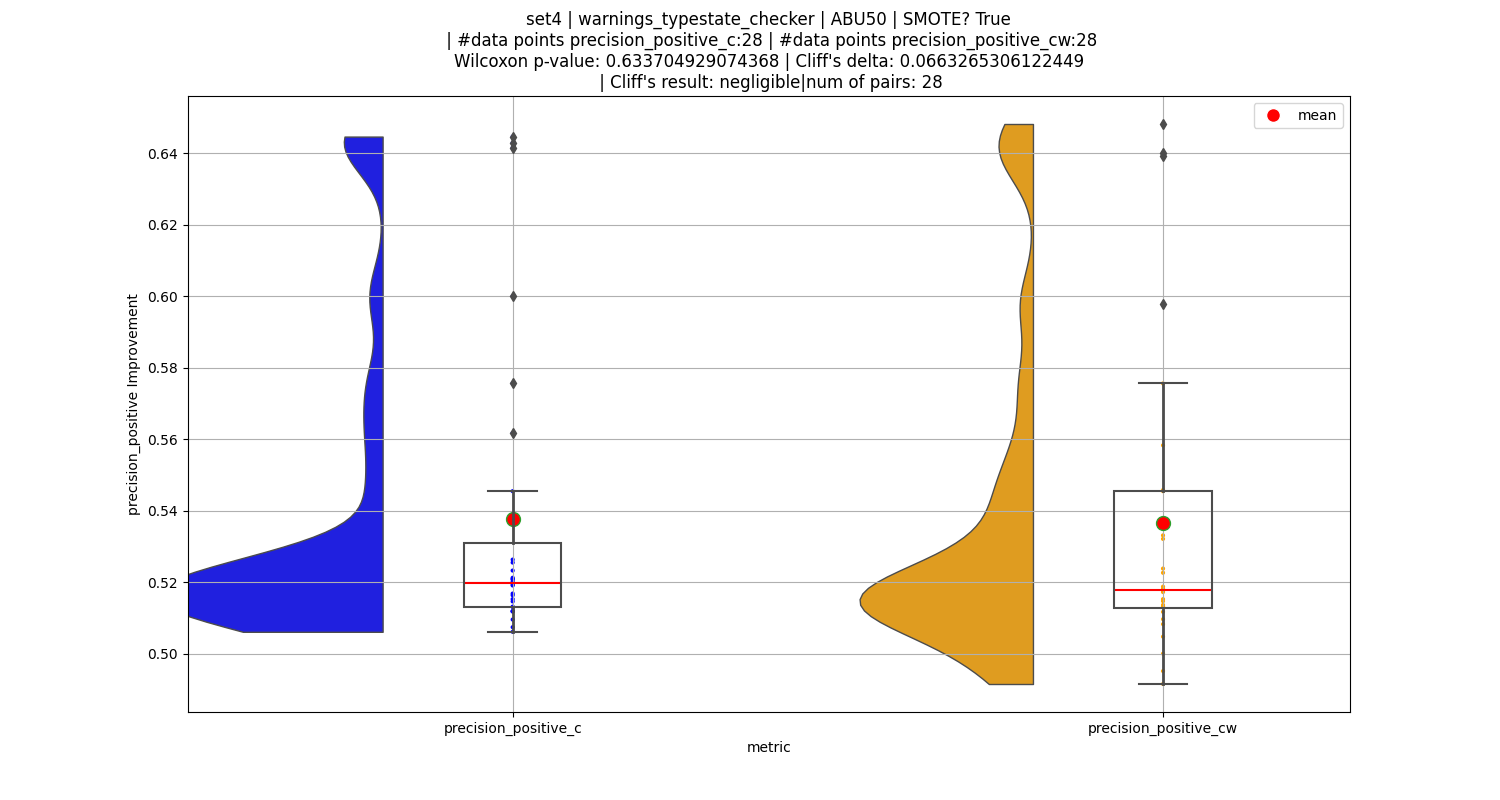 set4 | warnings_typestate_checker | ABU50 | SMOTE? True
| #data points precision_positive_c:28 | #data points precision_positive_cw:28
Wilcoxon p-value: 0.633704929074368 | Cliff's delta: 0.0663265306122449
| Cliff's result: negligible|num of pairs: 28
mean
0.64
0.62
0.60
0.58
0.56
0.54
0.52
0.50
precision_positive Improvement
precision_positive_c
precision_positive_cw
metric